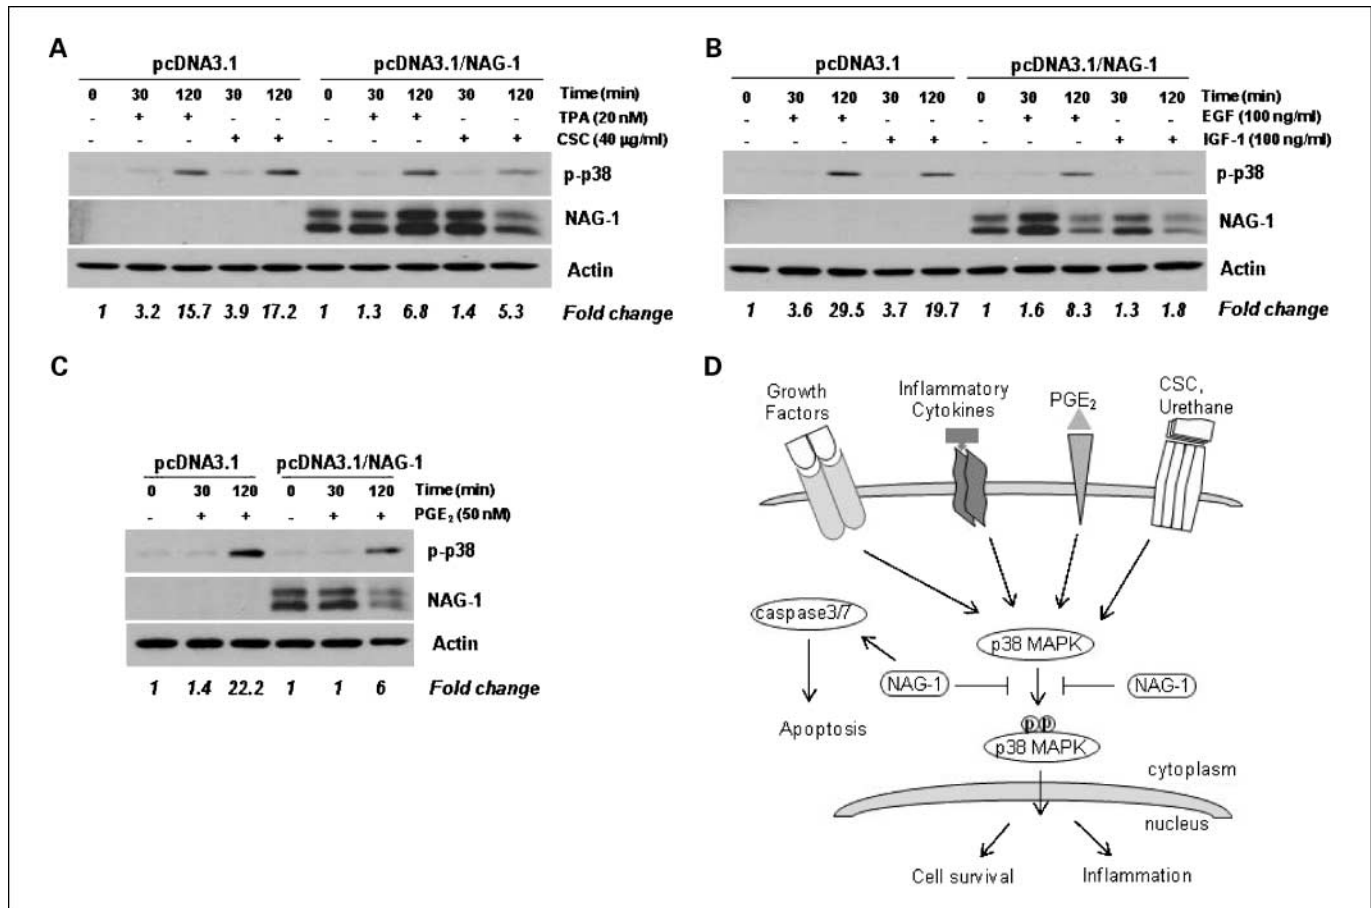 A
pcDNA3.1 pcDNA3.1/NAG-1
0 30 120 30 120 0 30 120 30 120 Time (min)
- + + - - - + + - - TPA (20 nM)
- - - + + - - - + + CSC (40 µg/ml)
p-p38
NAG-1
Actin
1 3.2 15.7 3.9 17.2 1 1.3 6.8 1.4 5.3 Fold change
B
pcDNA3.1 pcDNA3.1/NAG-1
0 30 120 30 120 0 30 120 30 120 Time (min)
- + + - - - + + - - EGF (100 ng/ml)
- - - + + - - - + + IGF-1 (100 ng/ml)
p-p38
NAG-1
Actin
1 3.6 29.5 3.7 19.7 1 1.6 8.3 1.3 1.8 Fold change
C
pcDNA3.1 pcDNA3.1/NAG-1
0 30 120 0 30 120 Time (min)
- + + - + + PGE₂ (50 nM)
p-p38
NAG-1
Actin
1 1.4 22.2 1 1 6 Fold change
D
Growth
Factors
Inflammatory
Cytokines
PGE₂
CSC,
Urethane
caspase3/7
p38 MAPK
NAG-1
NAG-1
Apoptosis
p p
p38 MAPK
cytoplasm
nucleus
Cell survival
Inflammation